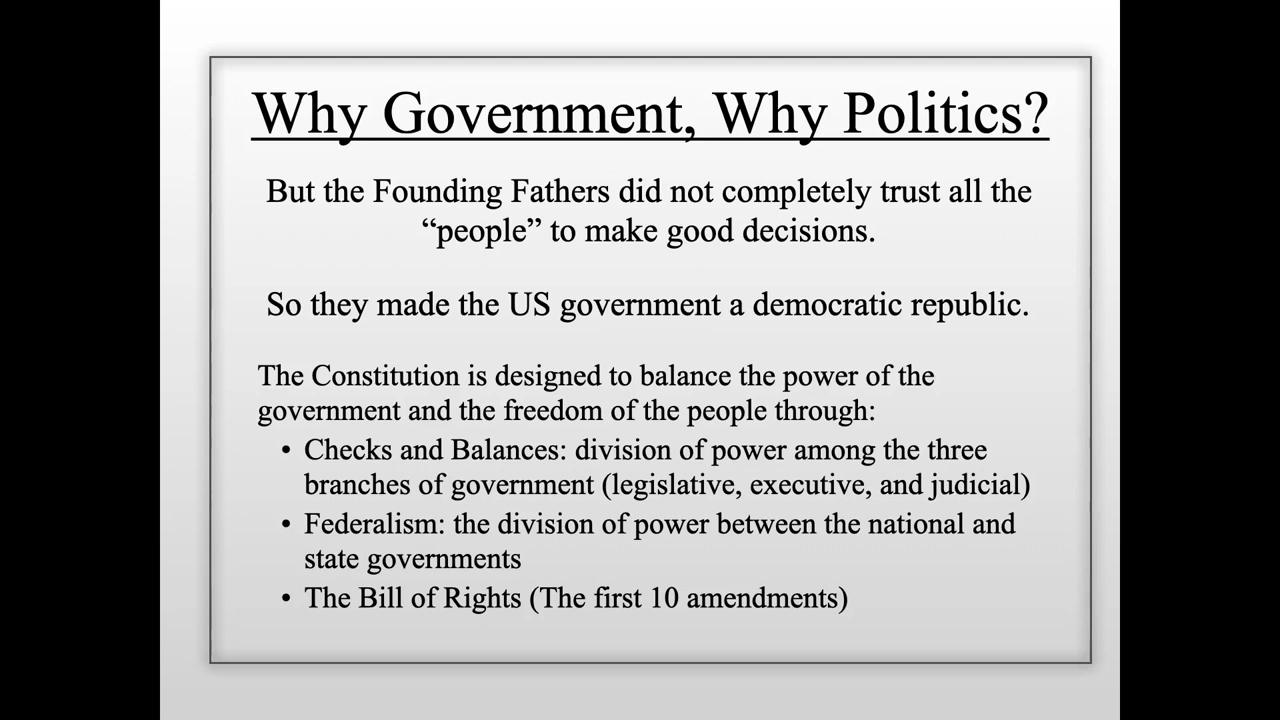 Why Government, Why Politics?
But the Founding Fathers did not completely trust all the
“people” to make good decisions.
So they made the US government a democratic republic.
The Constitution is designed to balance the power of the
government and the freedom of the people through:
• Checks and Balances: division of power among the three
branches of government (legislative, executive, and judicial)
• Federalism: the division of power between the national and
state governments
• The Bill of Rights (The first 10 amendments)